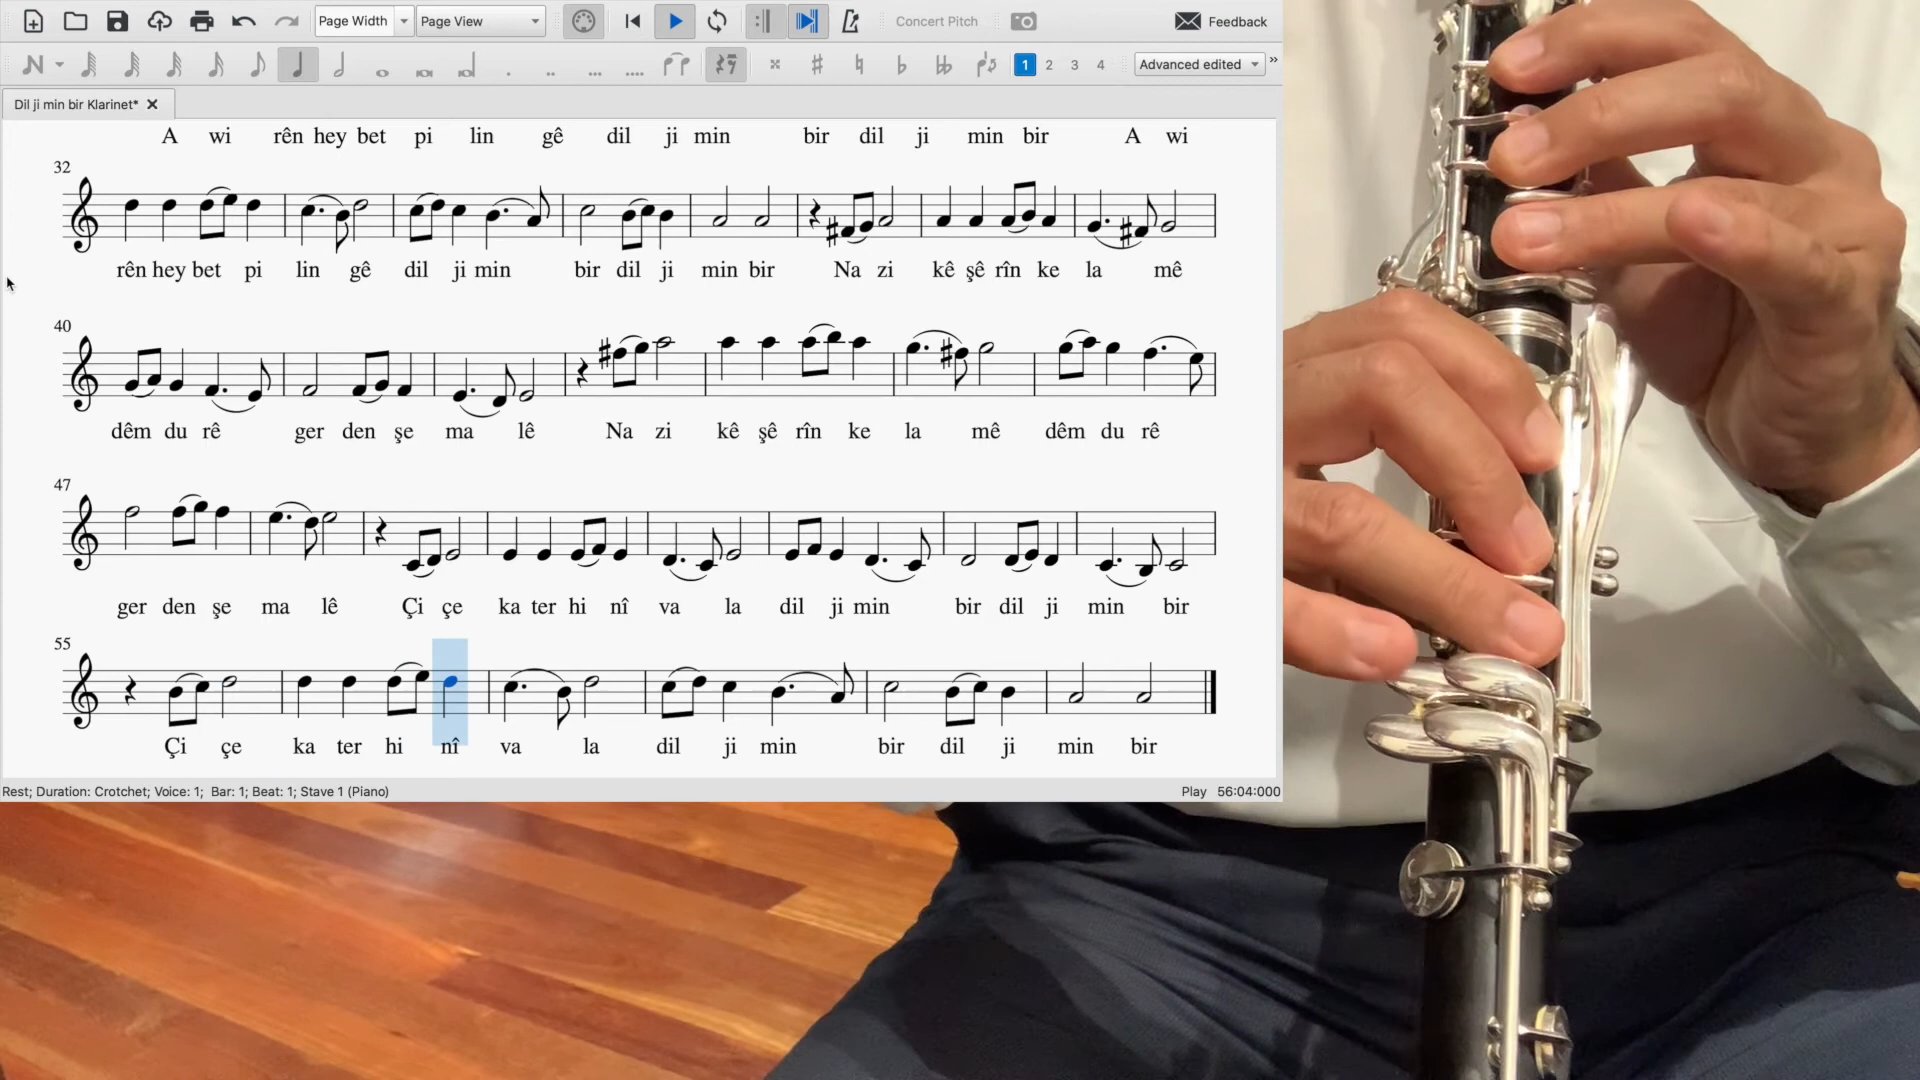 Page Width Page View Concert Pitch Feedback
1 2 3 4 Advanced edited
Dil ji min bir Klarinet*
A wi rên hey bet pi lin gê dil ji min bir dil ji min bir A wi
32
rên hey bet pi lin gê dil ji min bir dil ji min bir Na zi kê şê rîn ke la mê
40
dêm du rê ger den şe ma lê Na zi kê şê rîn ke la mê dêm du rê
47
ger den şe ma lê Çi çe ka ter hi nî va la dil ji min bir dil ji min bir
55
Çi çe ka ter hi nî va la dil ji min bir dil ji min bir
Rest; Duration: Crotchet; Voice: 1; Bar: 1; Beat: 1; Stave 1 (Piano) Play 56:04:000